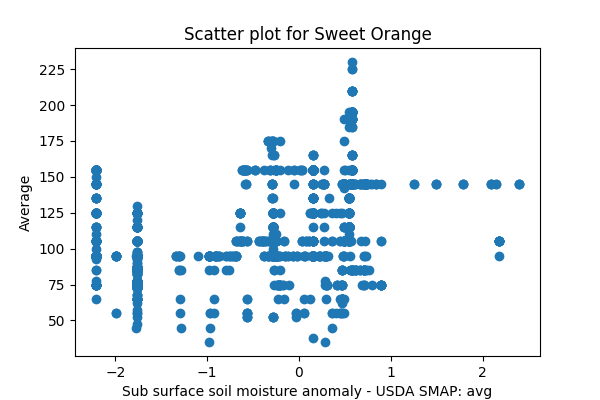 Scatter plot for Sweet Orange
225
200
175
150
125
100
75
50
Average
−2 −1 0 1 2
Sub surface soil moisture anomaly - USDA SMAP: avg